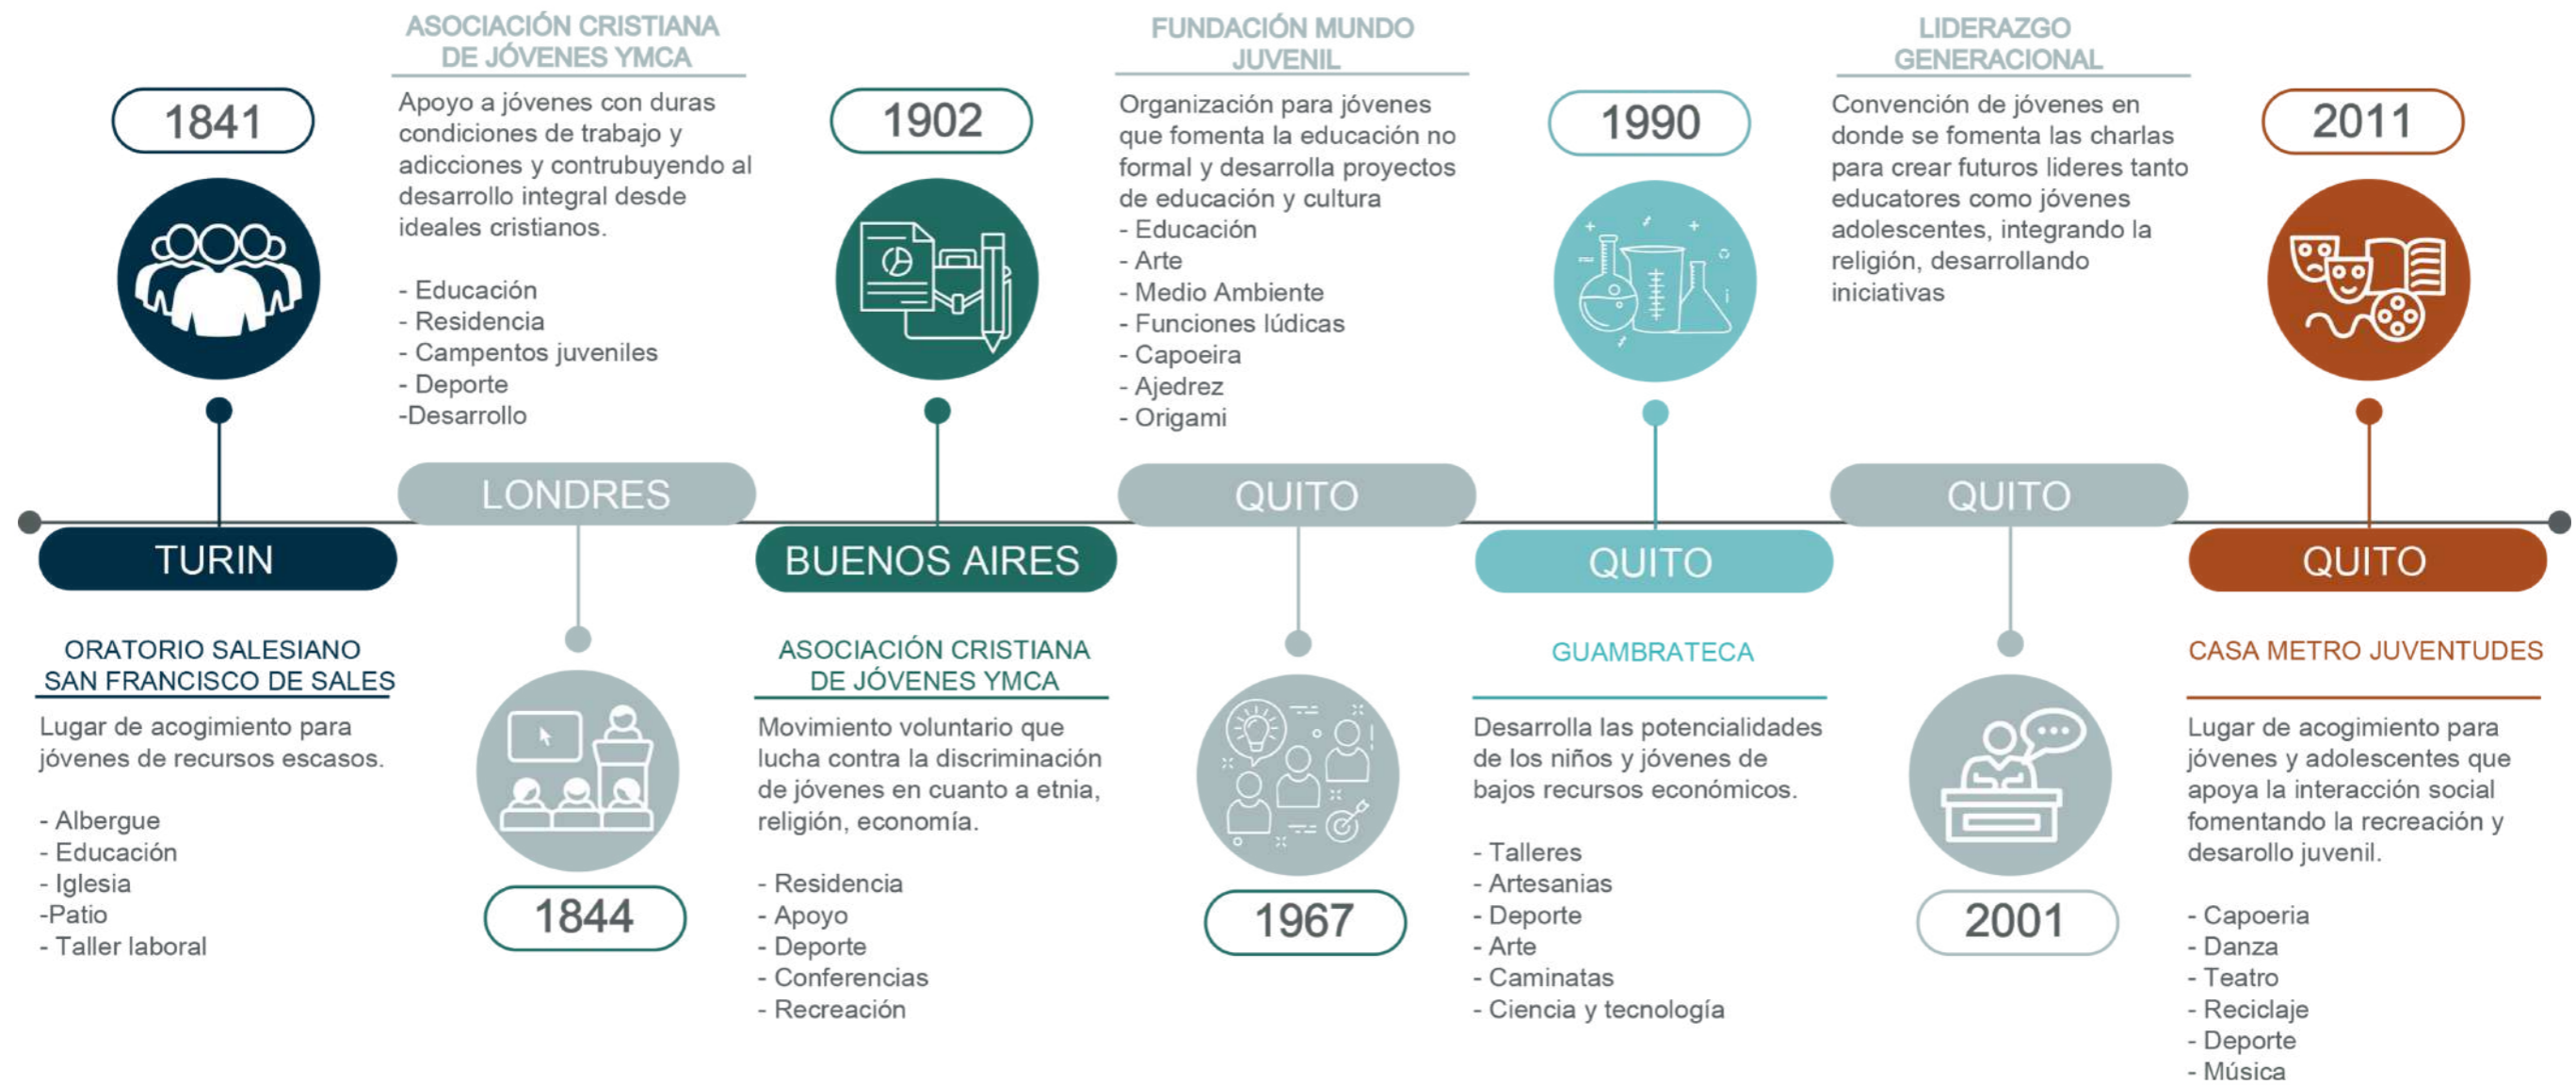 1841
TURIN
ORATORIO SALESIANO
SAN FRANCISCO DE SALES
Lugar de acogimiento para
jóvenes de recursos escasos.
- Albergue
- Educación
- Iglesia
-Patio
- Taller laboral
ASOCIACIÓN CRISTIANA
DE JÓVENES YMCA
Apoyo a jóvenes con duras
condiciones de trabajo y
adicciones y contrubuyendo al
desarrollo integral desde
ideales cristianos.
- Educación
- Residencia
- Campentos juveniles
- Deporte
-Desarrollo
LONDRES
1844
1902
BUENOS AIRES
ASOCIACIÓN CRISTIANA
DE JÓVENES YMCA
Movimiento voluntario que
lucha contra la discriminación
de jóvenes en cuanto a etnia,
religión, economía.
- Residencia
- Apoyo
- Deporte
- Conferencias
- Recreación
FUNDACIÓN MUNDO
JUVENIL
Organización para jóvenes
que fomenta la educación no
formal y desarrolla proyectos
de educación y cultura
- Educación
- Arte
- Medio Ambiente
- Funciones lúdicas
- Capoeira
- Ajedrez
- Origami
QUITO
1967
1990
QUITO
GUAMBRATECA
Desarrolla las potencialidades
de los niños y jóvenes de
bajos recursos económicos.
- Talleres
- Artesanias
- Deporte
- Arte
- Caminatas
- Ciencia y tecnología
LIDERAZGO
GENERACIONAL
Convención de jóvenes en
donde se fomenta las charlas
para crear futuros lideres tanto
educatores como jóvenes
adolescentes, integrando la
religión, desarrollando
iniciativas
QUITO
2001
2011
QUITO
CASA METRO JUVENTUDES
Lugar de acogimiento para
jóvenes y adolescentes que
apoya la interacción social
fomentando la recreación y
desarollo juvenil.
- Capoeria
- Danza
- Teatro
- Reciclaje
- Deporte
- Música